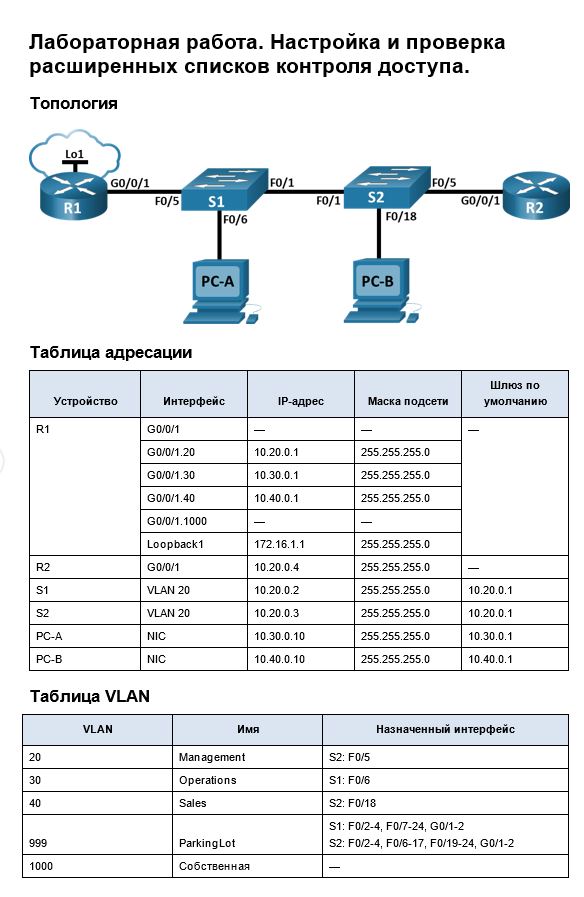 Лабораторная работа. Настройка и проверка
расширенных списков контроля доступа.
Топология
Lo1
G0/0/1
R1
F0/5
S1
F0/1
F0/6
F0/1
S2
F0/5
F0/18
G0/0/1
R2
PC-A
PC-B
Таблица адресации
Устройство Интерфейс IP-адрес Маска подсети Шлюз по умолчанию
R1 G0/0/1 — — —
G0/0/1.20 10.20.0.1 255.255.255.0
G0/0/1.30 10.30.0.1 255.255.255.0
G0/0/1.40 10.40.0.1 255.255.255.0
G0/0/1.1000 — —
Loopback1 172.16.1.1 255.255.255.0
R2 G0/0/1 10.20.0.4 255.255.255.0 —
S1 VLAN 20 10.20.0.2 255.255.255.0 10.20.0.1
S2 VLAN 20 10.20.0.3 255.255.255.0 10.20.0.1
PC-A NIC 10.30.0.10 255.255.255.0 10.30.0.1
PC-B NIC 10.40.0.10 255.255.255.0 10.40.0.1
Таблица VLAN
VLAN Имя Назначенный интерфейс
20 Management S2: F0/5
30 Operations S1: F0/6
40 Sales S2: F0/18
999 ParkingLot S1: F0/2-4, F0/7-24, G0/1-2
S2: F0/2-4, F0/6-17, F0/19-24, G0/1-2
1000 Собственная —